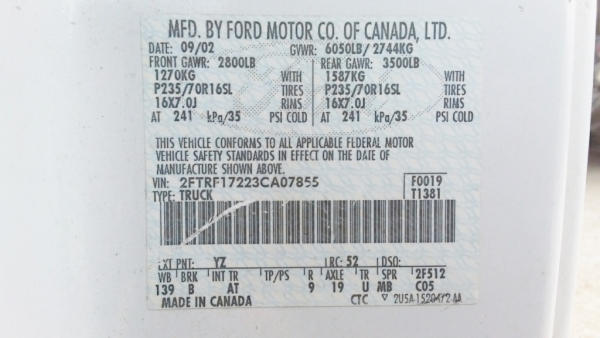 MFD. BY FORD MOTOR CO. OF CANADA, LTD.
DATE: 09/02 GVWR: 6050LB/ 2744KG
FRONT GAWR: 2800LB REAR GAWR: 3500LB
1270KG WITH 1587KG WITH
P235/70R16SL TIRES P235/70R16SL TIRES
16X7.0J RIMS 16X7.0J RIMS
AT 241 kPa/35 PSI COLD AT 241 kPa/35 PSI COLD
THIS VEHICLE CONFORMS TO ALL APPLICABLE FEDERAL MOTOR
VEHICLE SAFETY STANDARDS IN EFFECT ON THE DATE OF
MANUFACTURE SHOWN ABOVE.
VIN: 2FTRF17223CA07855 F0019
TYPE: TRUCK T1381
EXT PNT: YZ RC: 52 DSO:
WB BRK INT TR TP/PS R AXLE TR SPR 2F512
139 B AT 9 19 U MB C05
MADE IN CANADA CTC